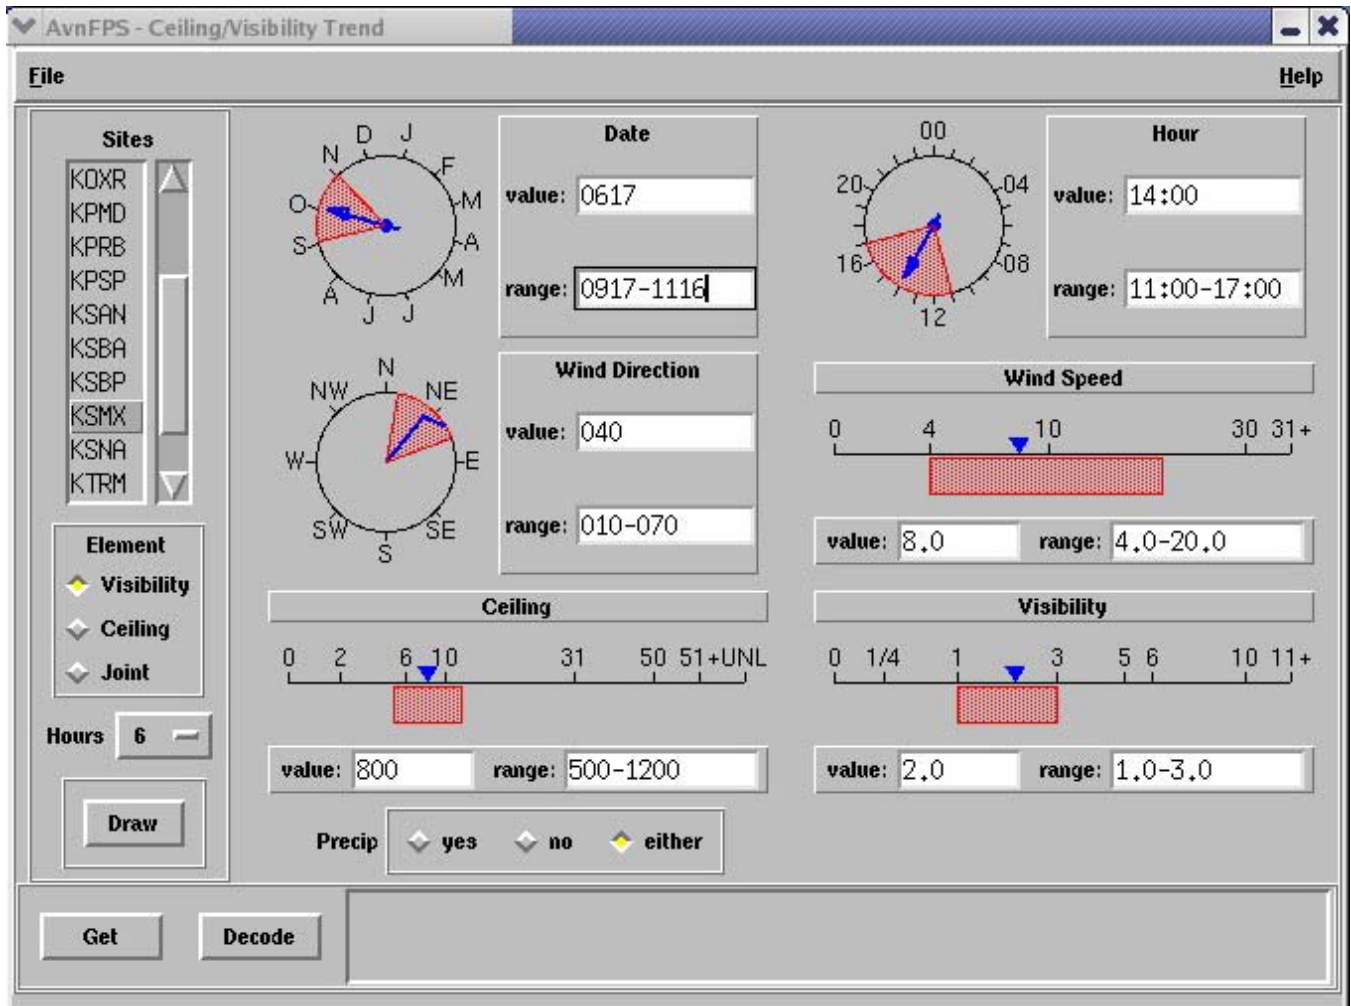 AvnFPS - Ceiling/Visibility Trend
File Help
Sites
KOXR
KPMD
KPRB
KPSP
KSAN
KSBA
KSBP
KSMX
KSNA
KTRM
Element
Visibility
Ceiling
Joint
Hours 6
Draw
J F M A M J J A S O N D
Date
value: 0617
range: 0917-1116
00 04 08 12 16 20
Hour
value: 14:00
range: 11:00-17:00
N NE E SE S SW W NW
Wind Direction
value: 040
range: 010-070
Wind Speed
0 4 10 30 31+
value: 8.0 range: 4.0-20.0
Ceiling
0 2 6 10 31 50 51+UNL
value: 800 range: 500-1200
Visibility
0 1/4 1 3 5 6 10 11+
value: 2.0 range: 1.0-3.0
Precip yes no either
Get Decode